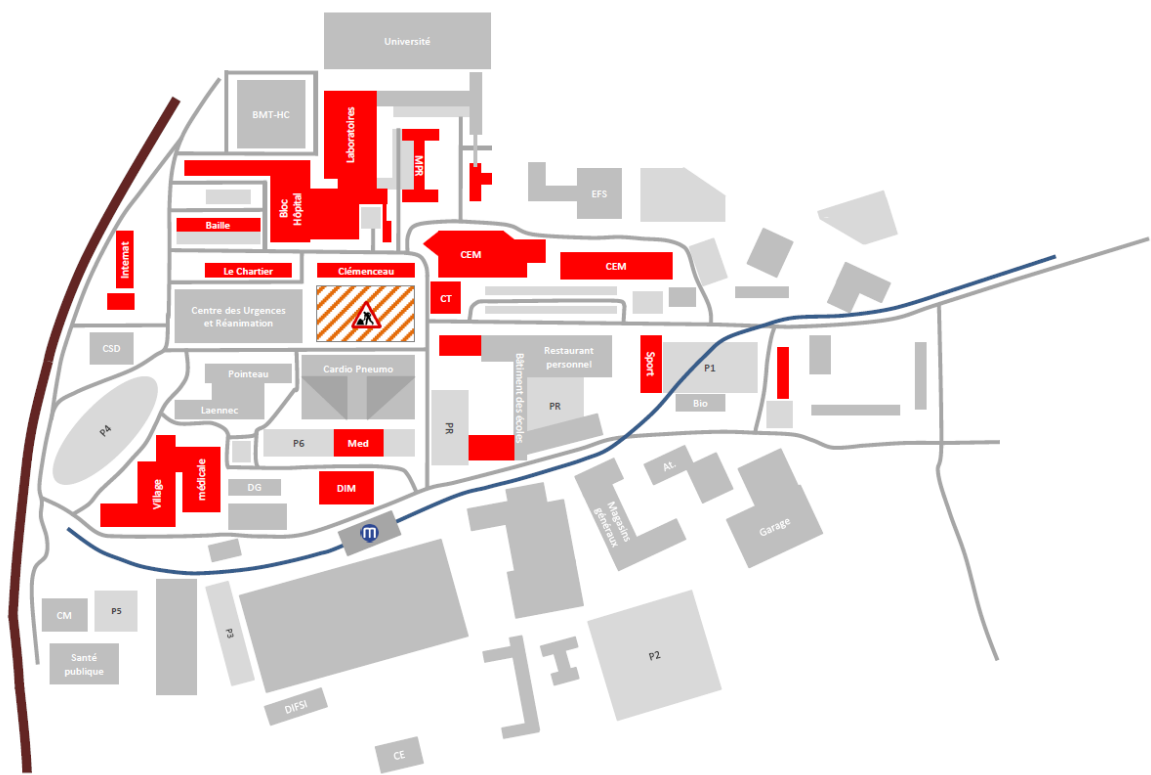 Université
BMT-HC
Laboratoires
MPR
EFS
Bloc
Hôpital
Baille
Internat
CEM
CEM
Le Chartier
Clémenceau
CT
Centre des Urgences
et Réanimation
CSD
Restaurant
personnel
Bâtiment des écoles
Sport
P1
Pointeau
Cardio Pneumo
Laennec
PR
Bio
P4
PR
P6
Med
At.
Village
médicale
DG
DIM
Magasins
généraux
Garage
m
CM
P5
P3
Santé
publique
P2
DIFSI
CE